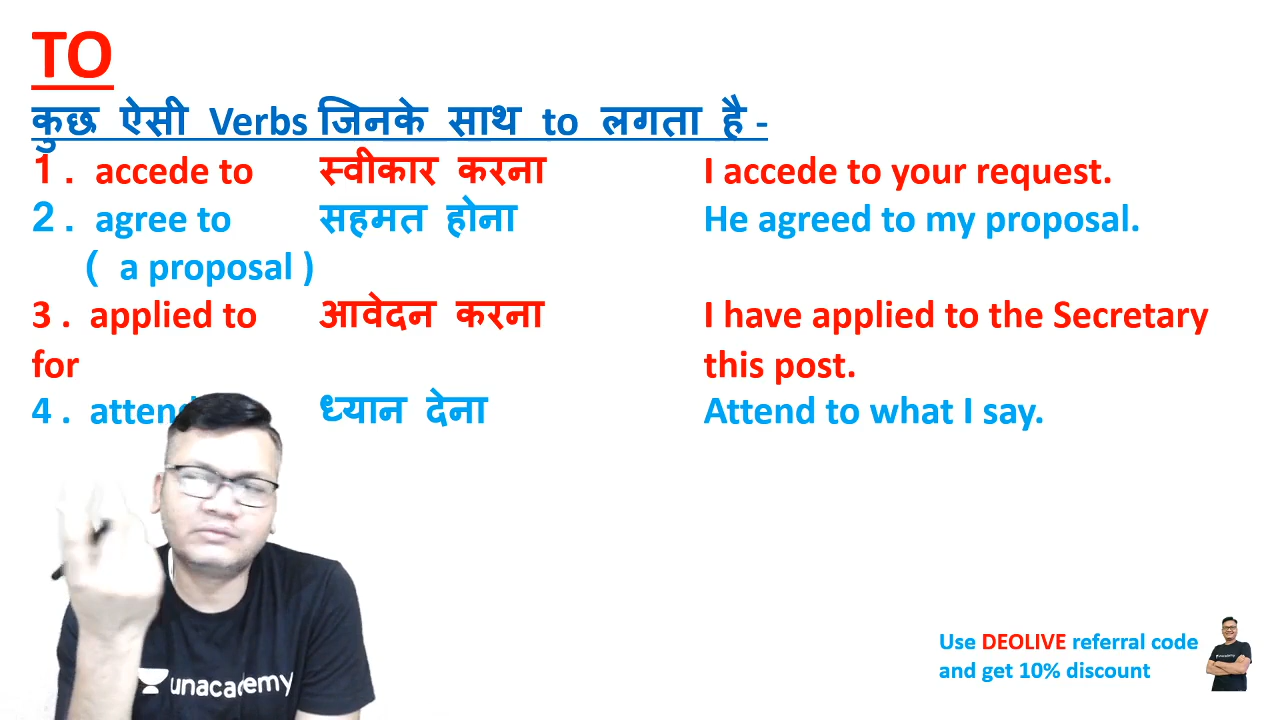 TO
कुछ ऐसी Verbs जिनके साथ to लगता है -
1 . accede to स्वीकार करना I accede to your request.
2 . agree to सहमत होना He agreed to my proposal.
( a proposal )
3 . applied to आवेदन करना I have applied to the Secretary
for this post.
4 . attend ध्यान देना Attend to what I say.
unacademy
Use DEOLIVE referral code
and get 10% discount